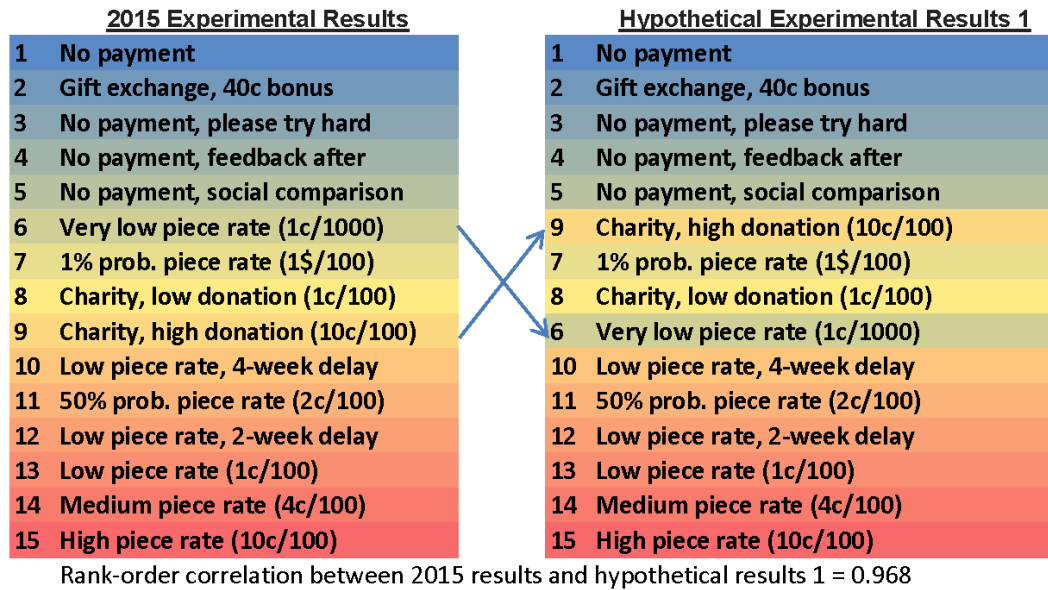 2015 Experimental Results
1 No payment
2 Gift exchange, 40c bonus
3 No payment, please try hard
4 No payment, feedback after
5 No payment, social comparison
6 Very low piece rate (1c/1000)
7 1% prob. piece rate (1$/100)
8 Charity, low donation (1c/100)
9 Charity, high donation (10c/100)
10 Low piece rate, 4-week delay
11 50% prob. piece rate (2c/100)
12 Low piece rate, 2-week delay
13 Low piece rate (1c/100)
14 Medium piece rate (4c/100)
15 High piece rate (10c/100)
Hypothetical Experimental Results 1
1 No payment
2 Gift exchange, 40c bonus
3 No payment, please try hard
4 No payment, feedback after
5 No payment, social comparison
9 Charity, high donation (10c/100)
7 1% prob. piece rate (1$/100)
8 Charity, low donation (1c/100)
6 Very low piece rate (1c/1000)
10 Low piece rate, 4-week delay
11 50% prob. piece rate (2c/100)
12 Low piece rate, 2-week delay
13 Low piece rate (1c/100)
14 Medium piece rate (4c/100)
15 High piece rate (10c/100)
Rank-order correlation between 2015 results and hypothetical results 1 = 0.968